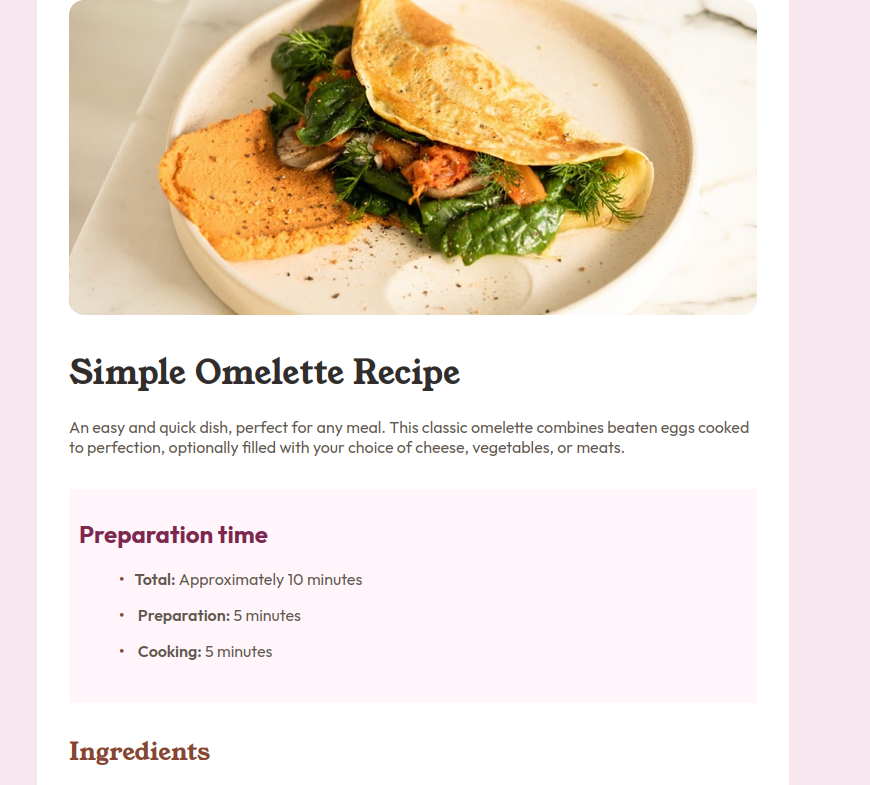 Simple Omelette Recipe
An easy and quick dish, perfect for any meal. This classic omelette combines beaten eggs cooked
to perfection, optionally filled with your choice of cheese, vegetables, or meats.
Preparation time
• Total: Approximately 10 minutes
• Preparation: 5 minutes
• Cooking: 5 minutes
Ingredients